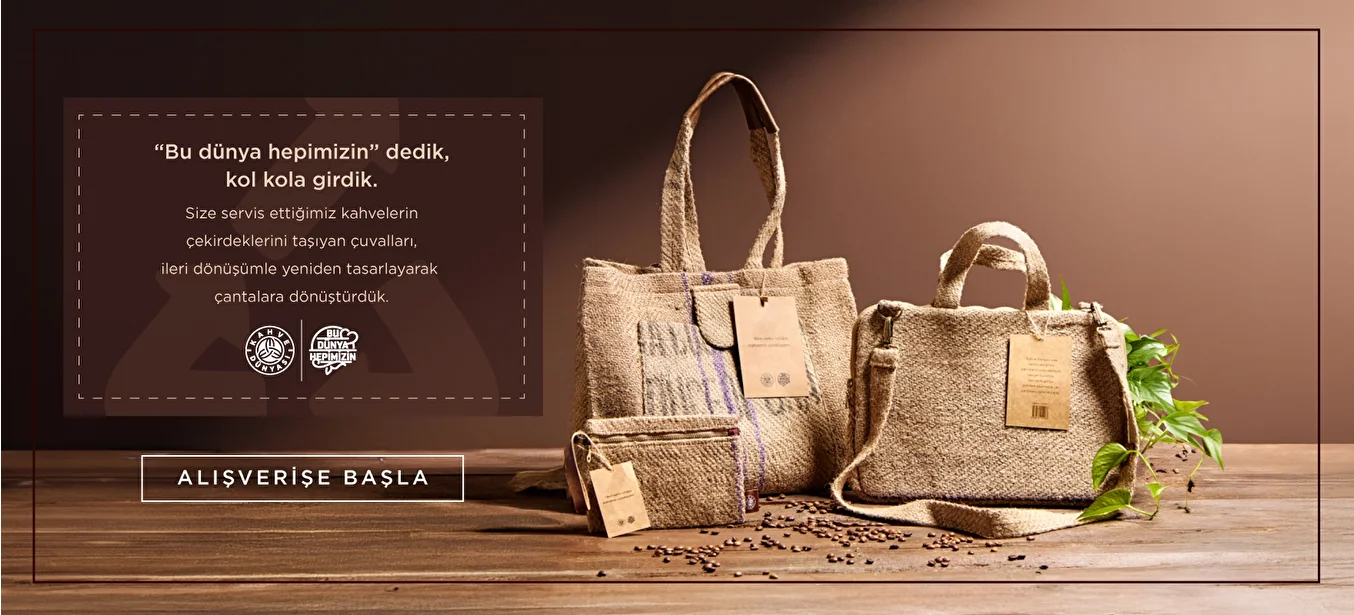 “Bu dünya hepimizin” dedik,
kol kola girdik.
Size servis ettiğimiz kahvelerin
çekirdeklerini taşıyan çuvalları,
ileri dönüşümle yeniden tasarlayarak
çantalara dönüştürdük.
KAHVE DÜNYASI
BU
DÜNYA
HEPİMİZİN
ALIŞVERİŞE BAŞLA